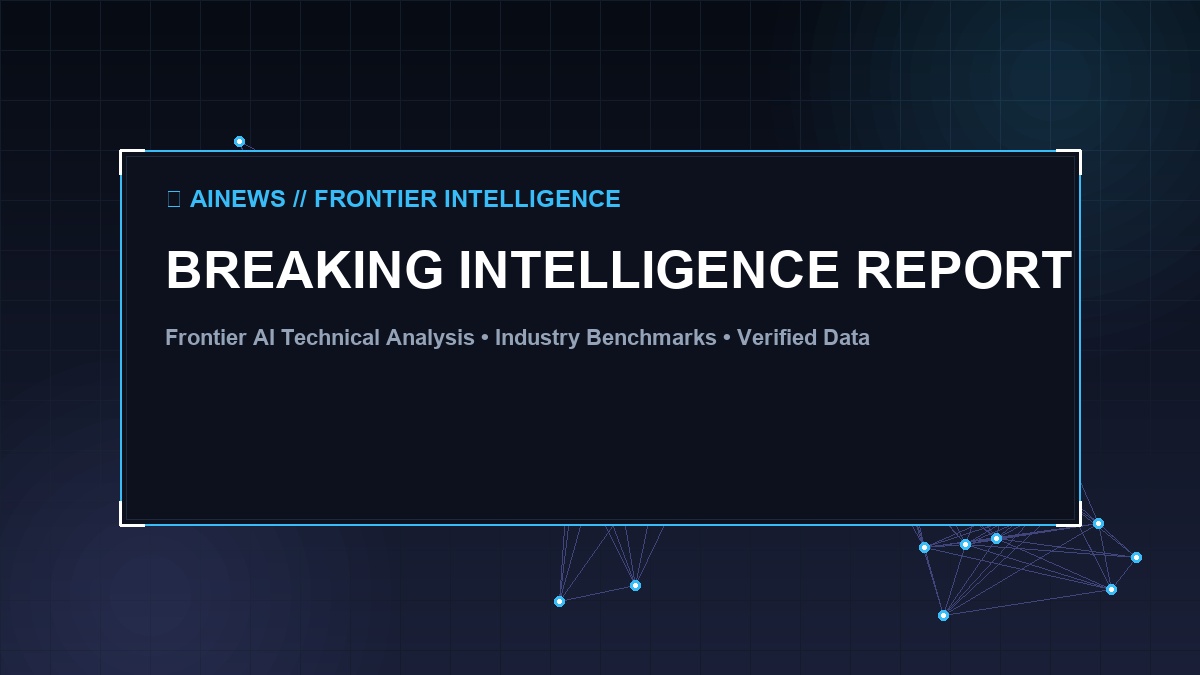 AINEWS // FRONTIER INTELLIGENCE
BREAKING INTELLIGENCE REPORT
Frontier AI Technical Analysis • Industry Benchmarks • Verified Data